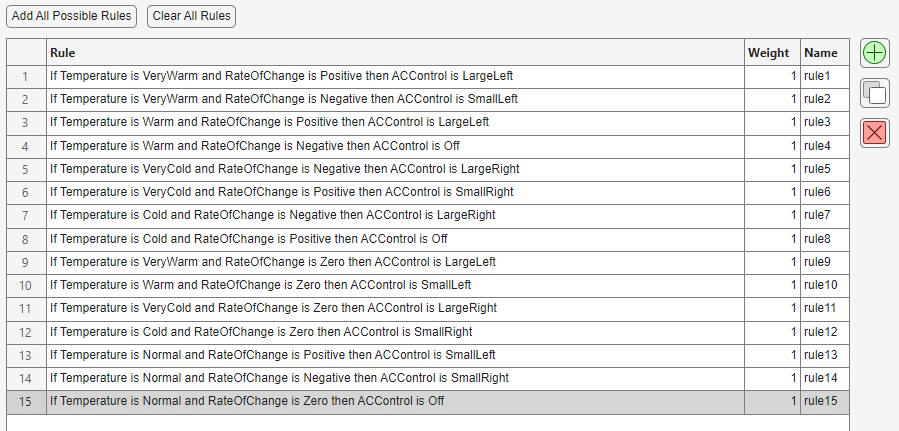 Add All Possible Rules Clear All Rules
Rule Weight Name
1 If Temperature is VeryWarm and RateOfChange is Positive then ACControl is LargeLeft 1 rule1
2 If Temperature is VeryWarm and RateOfChange is Negative then ACControl is SmallLeft 1 rule2
3 If Temperature is Warm and RateOfChange is Positive then ACControl is LargeLeft 1 rule3
4 If Temperature is Warm and RateOfChange is Negative then ACControl is Off 1 rule4
5 If Temperature is VeryCold and RateOfChange is Negative then ACControl is LargeRight 1 rule5
6 If Temperature is VeryCold and RateOfChange is Positive then ACControl is SmallRight 1 rule6
7 If Temperature is Cold and RateOfChange is Negative then ACControl is LargeRight 1 rule7
8 If Temperature is Cold and RateOfChange is Positive then ACControl is Off 1 rule8
9 If Temperature is VeryWarm and RateOfChange is Zero then ACControl is LargeLeft 1 rule9
10 If Temperature is Warm and RateOfChange is Zero then ACControl is SmallLeft 1 rule10
11 If Temperature is VeryCold and RateOfChange is Zero then ACControl is LargeRight 1 rule11
12 If Temperature is Cold and RateOfChange is Zero then ACControl is SmallRight 1 rule12
13 If Temperature is Normal and RateOfChange is Positive then ACControl is SmallLeft 1 rule13
14 If Temperature is Normal and RateOfChange is Negative then ACControl is SmallRight 1 rule14
15 If Temperature is Normal and RateOfChange is Zero then ACControl is Off 1 rule15